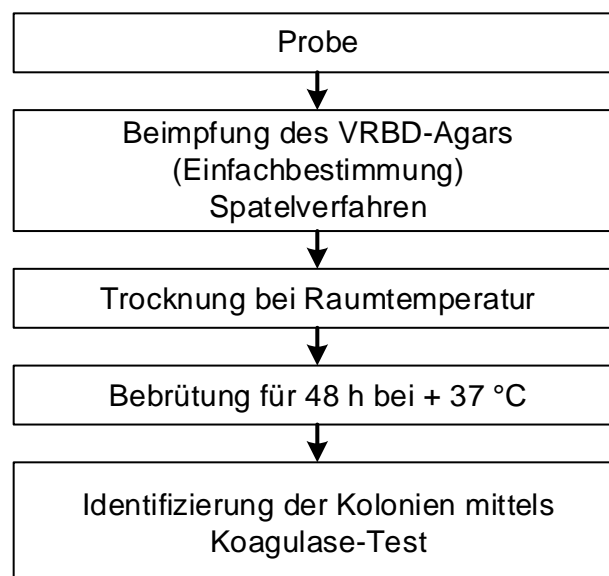 Probe
Beimpfung des VRBD-Agars
(Einfachbestimmung)
Spatelverfahren
Trocknung bei Raumtemperatur
Bebrütung für 48 h bei + 37 °C
Identifizierung der Kolonien mittels
Koagulase-Test